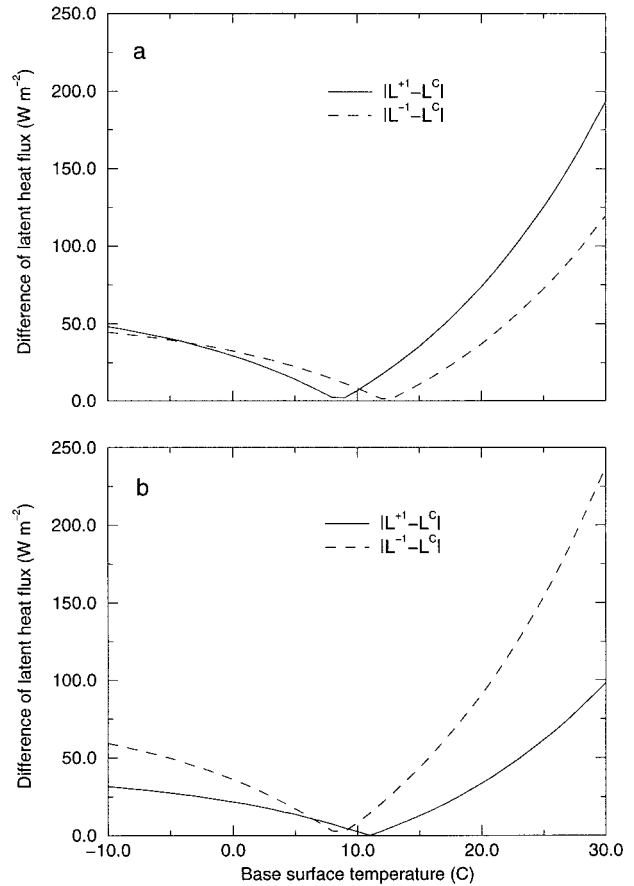 250.0
a
|L⁺¹–Lᶜ|
|L⁻¹–Lᶜ|
200.0
150.0
100.0
50.0
0.0
Difference of latent heat flux (W m⁻²)
250.0
b
|L⁺¹–Lᶜ|
|L⁻¹–Lᶜ|
200.0
150.0
100.0
50.0
0.0
Difference of latent heat flux (W m⁻²)
−10.0 0.0 10.0 20.0 30.0
Base surface temperature (C)